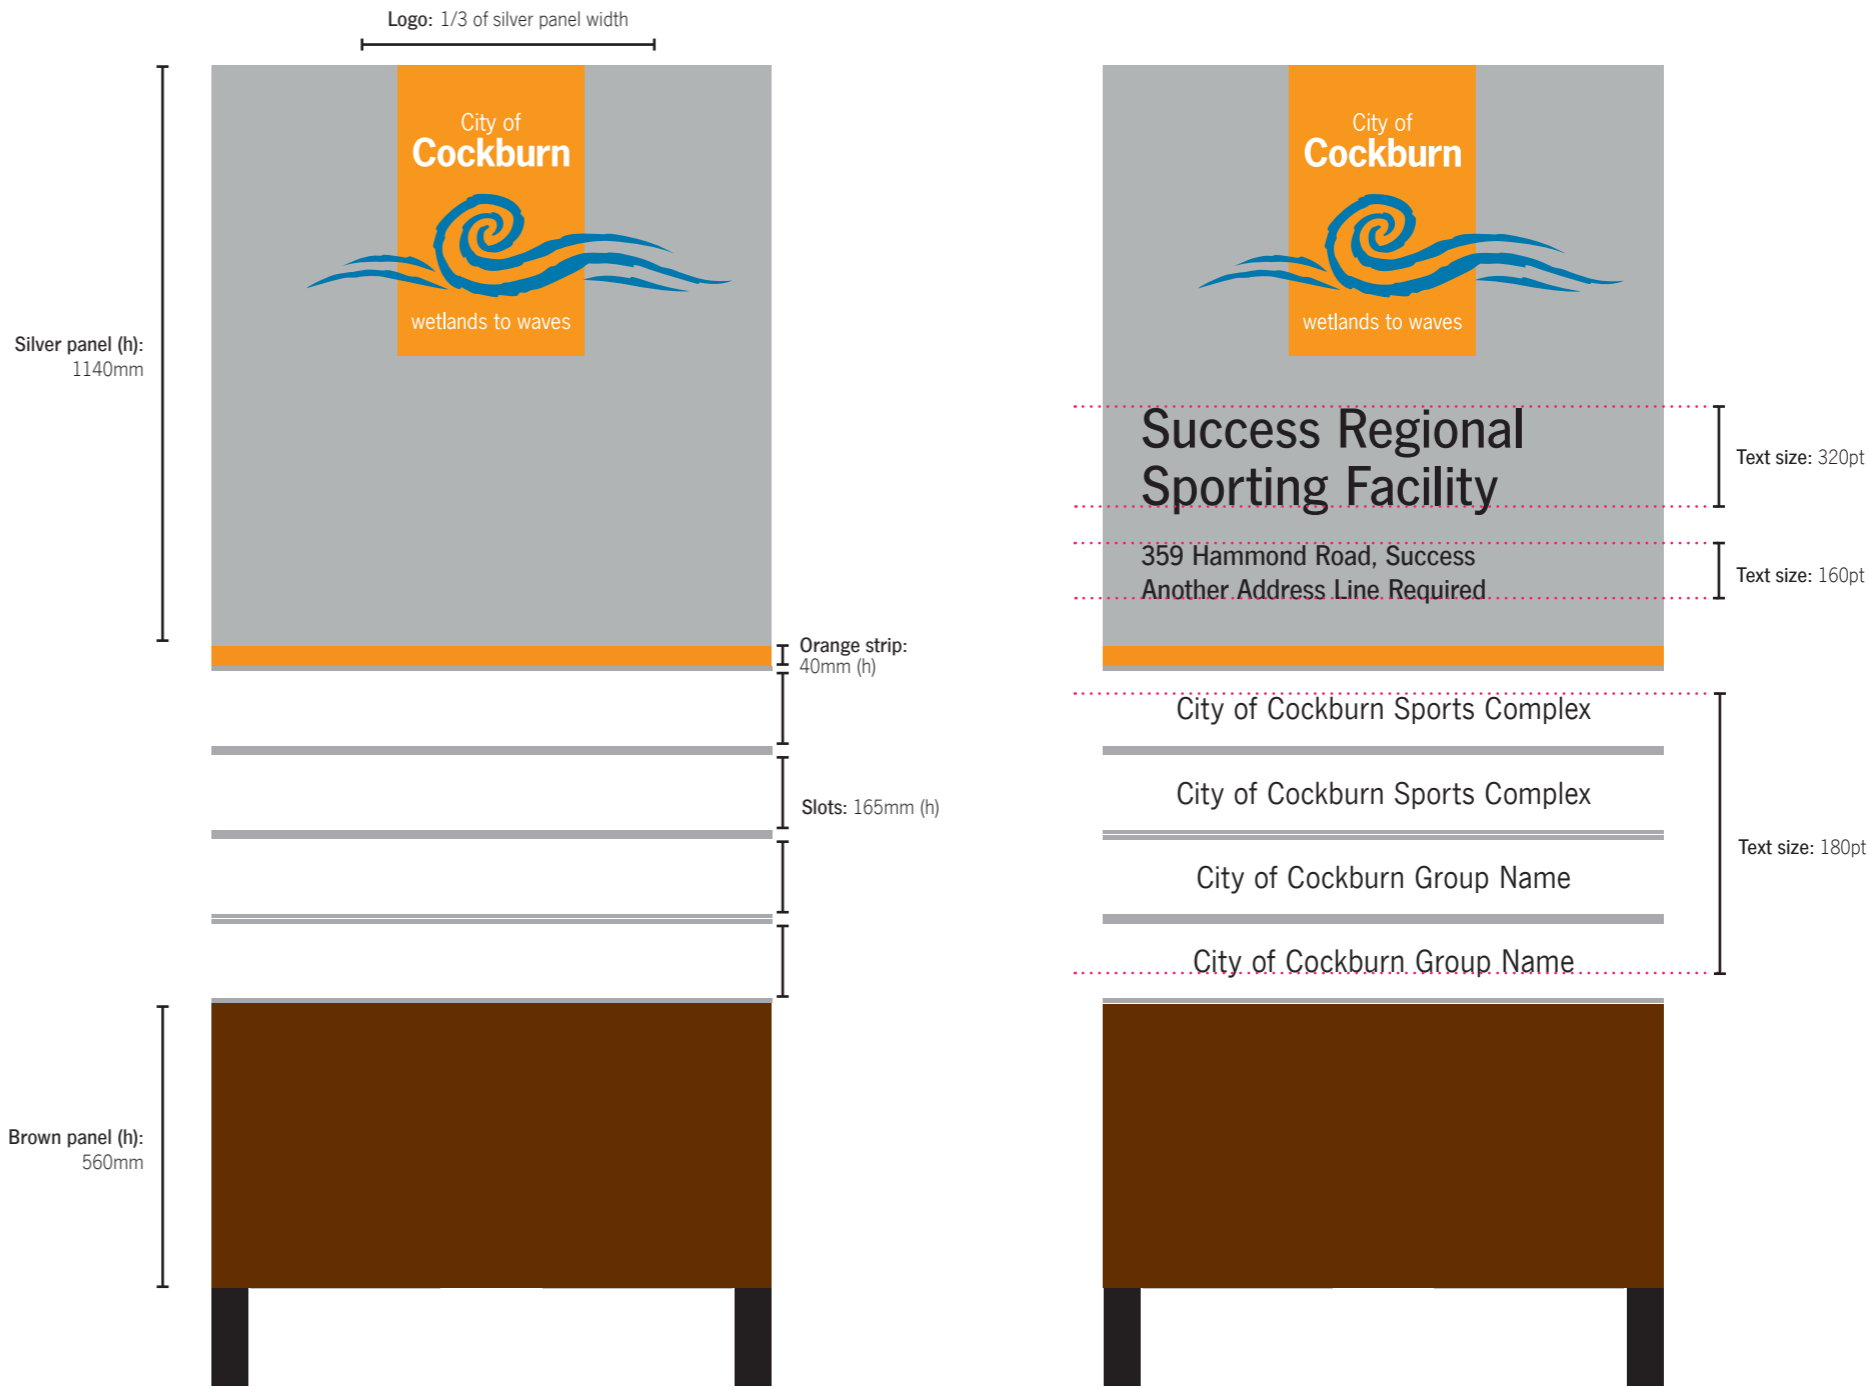 Logo: 1/3 of silver panel width
City of
Cockburn
wetlands to waves
Silver panel (h):
1140mm
Orange strip:
40mm (h)
Slots: 165mm (h)
Brown panel (h):
560mm
City of
Cockburn
wetlands to waves
Success Regional
Sporting Facility
Text size: 320pt
359 Hammond Road, Success
Another Address Line Required
Text size: 160pt
City of Cockburn Sports Complex
City of Cockburn Sports Complex
City of Cockburn Group Name
City of Cockburn Group Name
Text size: 180pt